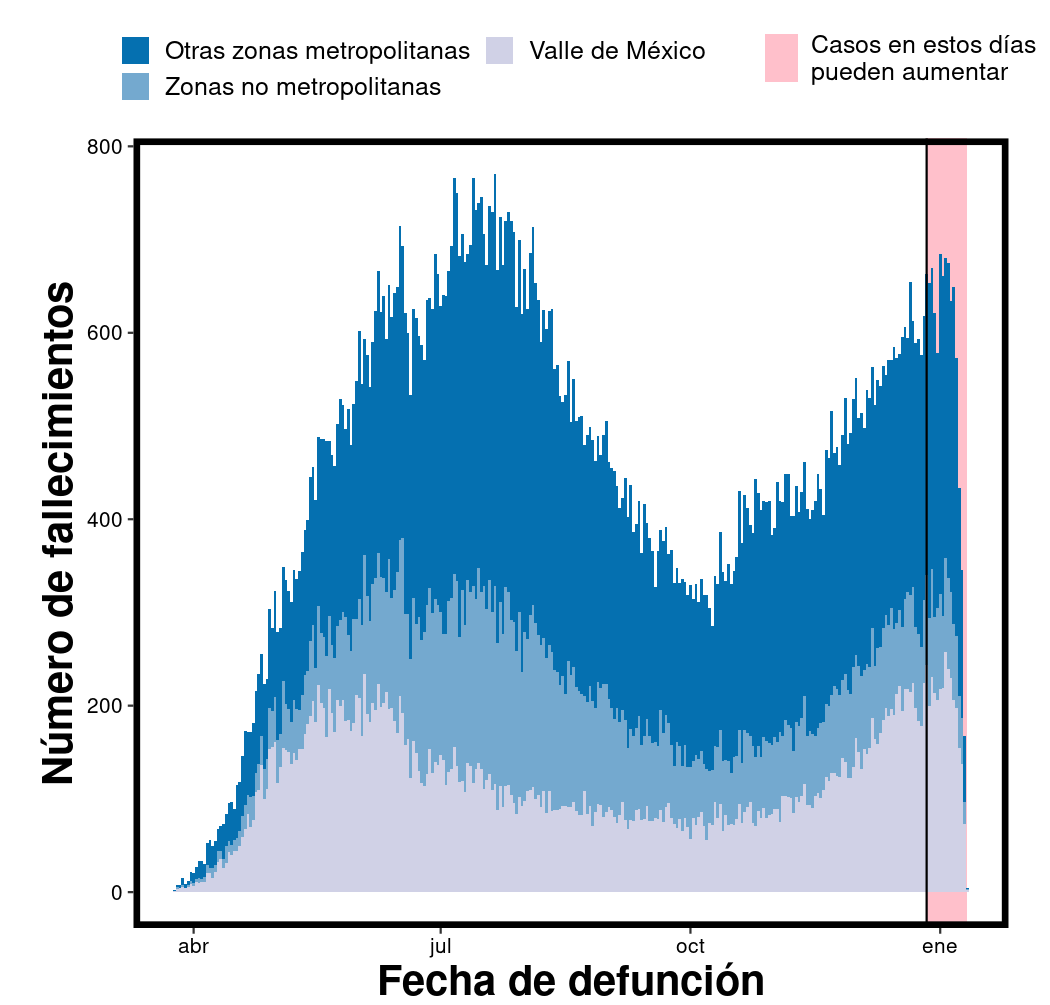 Otras zonas metropolitanas
Valle de México
Zonas no metropolitanas
Casos en estos días
pueden aumentar
800
600
400
200
0
Número de fallecimientos
abr
jul
oct
ene
Fecha de defunción